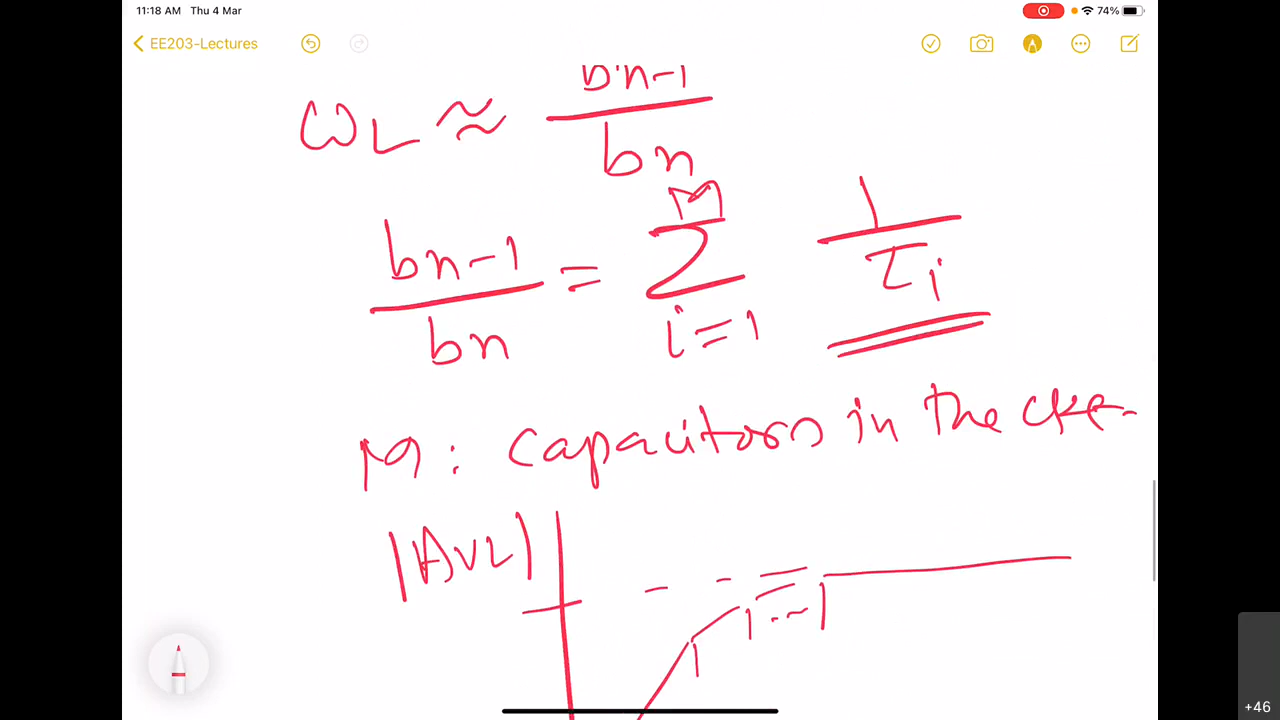 11:18 AM Thu 4 Mar
74%
EE203-Lectures
ωL ≈ bn-1 / bn
bn-1 / bn = M Σ i=1 1 / τi
M: capacitors in the ckt.
|AVL|
+46